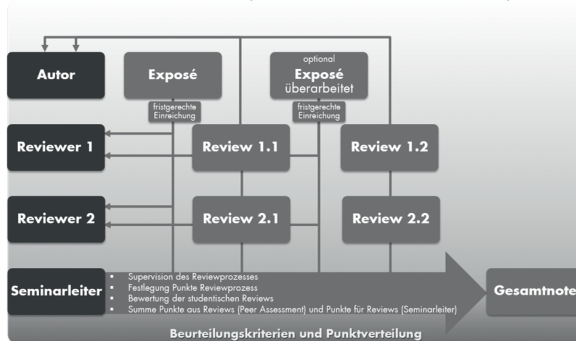 Autor
Exposé
optional
Exposé
überarbeitet
fristgerechte
Einreichung
fristgerechte
Einreichung
Reviewer 1
Review 1.1
Review 1.2
Reviewer 2
Review 2.1
Review 2.2
Seminarleiter
• Supervision des Reviewprozesses
• Festlegung Punkte Reviewprozess
• Bewertung der studentischen Reviews
• Summe Punkte aus Reviews (Peer Assessment) und Punkte für Reviews (Seminarleiter)
Gesamtnote
Beurteilungskriterien und Punktverteilung